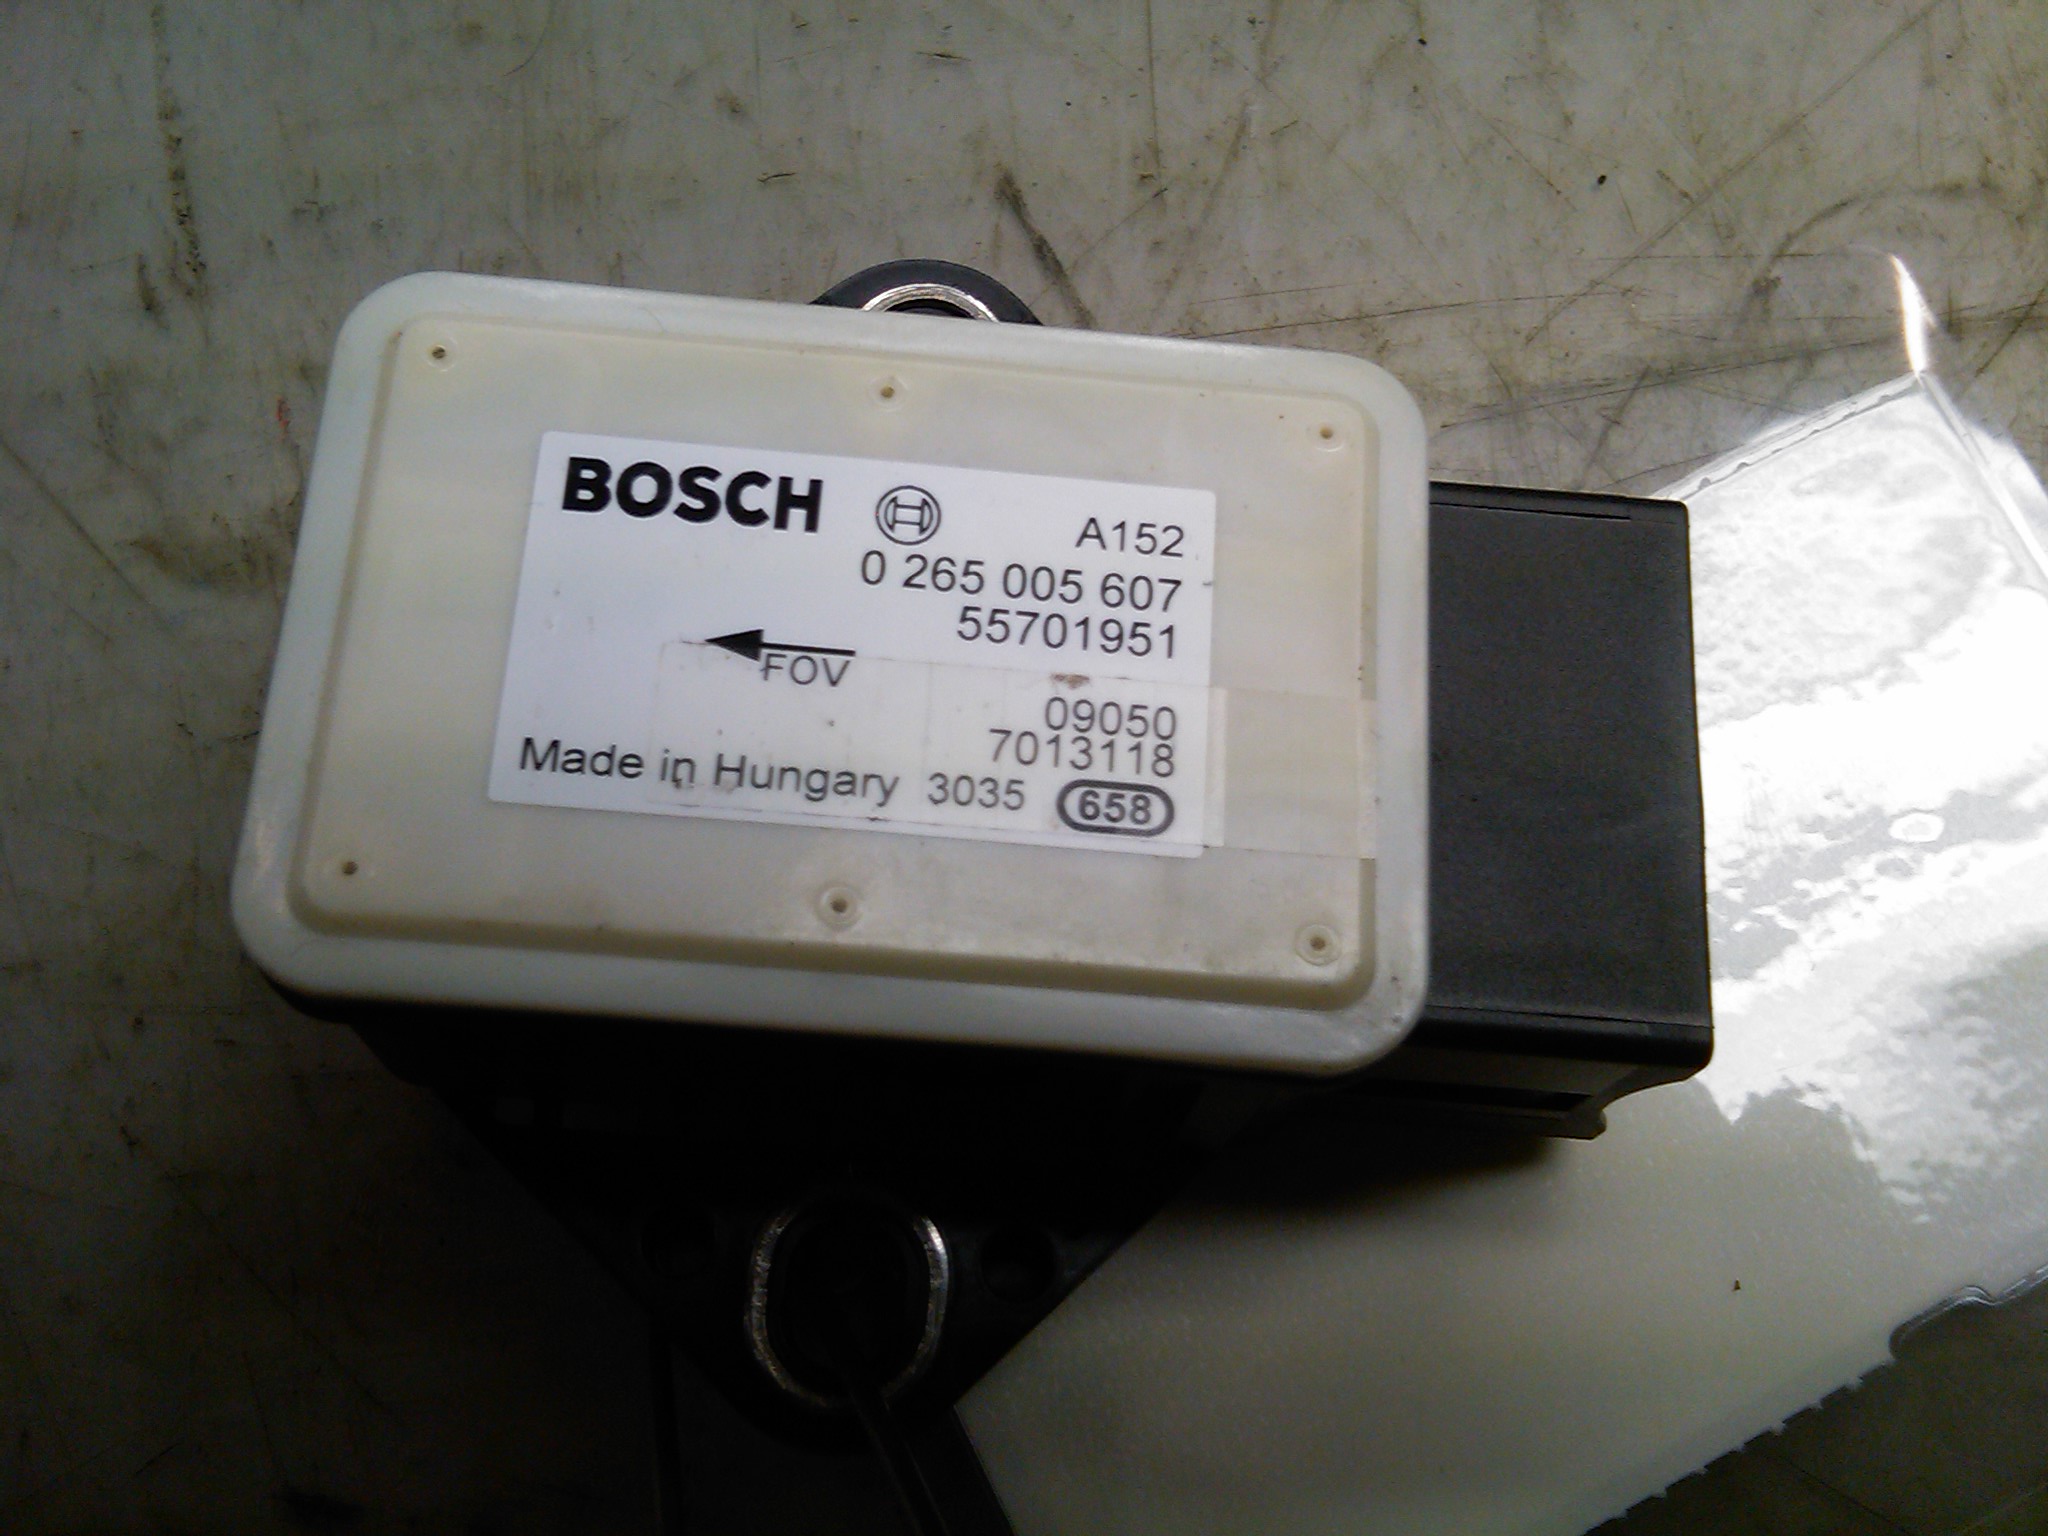 BOSCH
A152
0 265 005 607
55701951
FOV
09050
7013118
Made in Hungary 3035 658